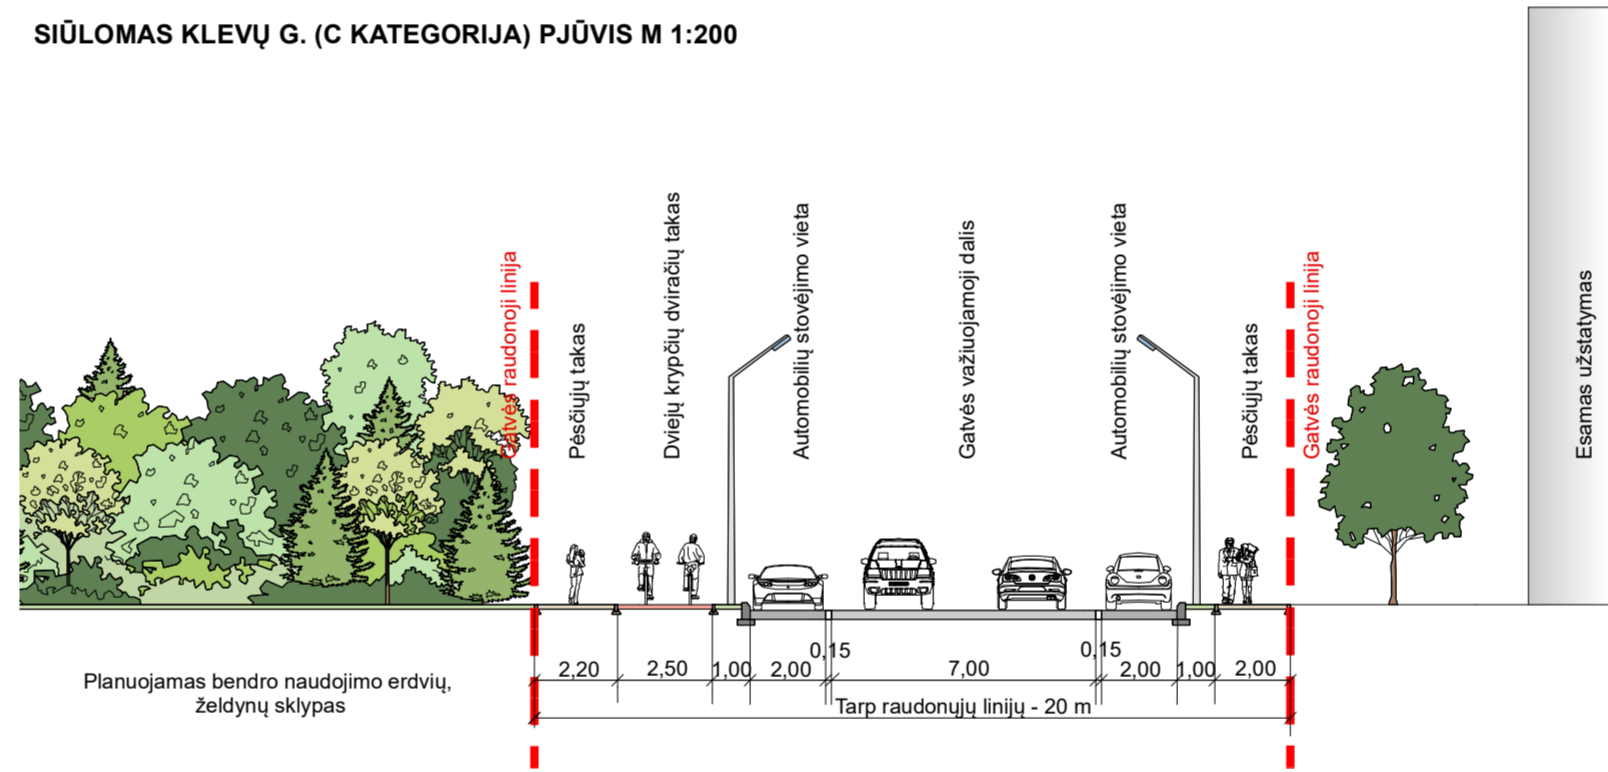 SIŪLOMAS KLEVŲ G. (C KATEGORIJA) PJŪVIS M 1:200
Gatvės raudonoji linija
Pėsčiųjų takas
Dviejų krypčių dviračių takas
Automobilių stovėjimo vieta
Gatvės važiuojamoji dalis
Automobilių stovėjimo vieta
Pėsčiųjų takas
Gatvės raudonoji linija
Esamas užstatymas
2,20
2,50
1,00
2,00
0,15
7,00
0,15
2,00
1,00
2,00
Tarp raudonųjų linijų - 20 m
Planuojamas bendro naudojimo erdvių,
želdynų sklypas